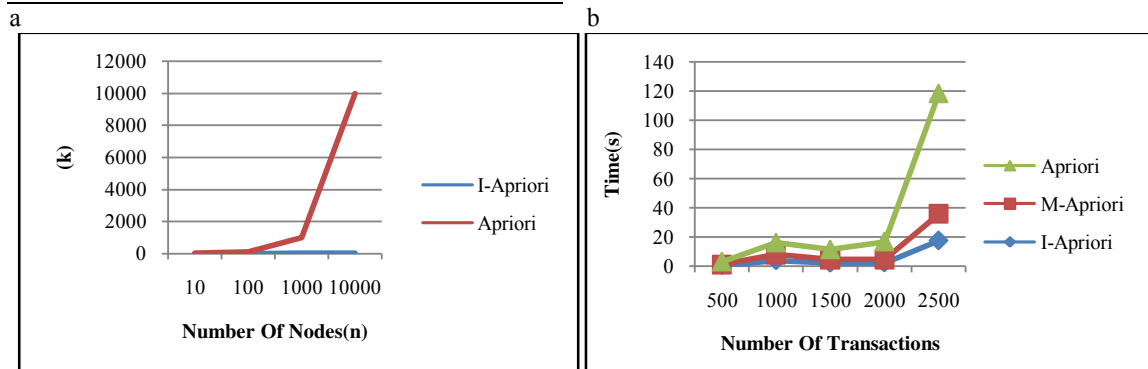 a
12000
10000
8000
6000
4000
2000
0
(k)
10 100 1000 10000
Number Of Nodes(n)
I-Apriori
Apriori
b
140
120
100
80
60
40
20
0
Time(s)
500 1000 1500 2000 2500
Number Of Transactions
Apriori
M-Apriori
I-Apriori